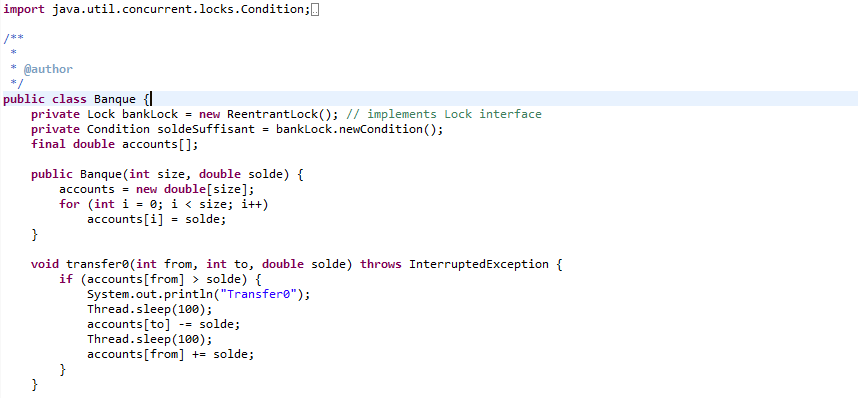 import java.util.concurrent.locks.Condition;
/**
 *
 * @author
 */
public class Banque {
    private Lock bankLock = new ReentrantLock(); // implements Lock interface
    private Condition soldeSuffisant = bankLock.newCondition();
    final double accounts[];
    public Banque(int size, double solde) {
        accounts = new double[size];
        for (int i = 0; i < size; i++)
            accounts[i] = solde;
    }
    void transfer0(int from, int to, double solde) throws InterruptedException {
        if (accounts[from] > solde) {
            System.out.println("Transfer0");
            Thread.sleep(100);
            accounts[to] -= solde;
            Thread.sleep(100);
            accounts[from] += solde;
        }
    }